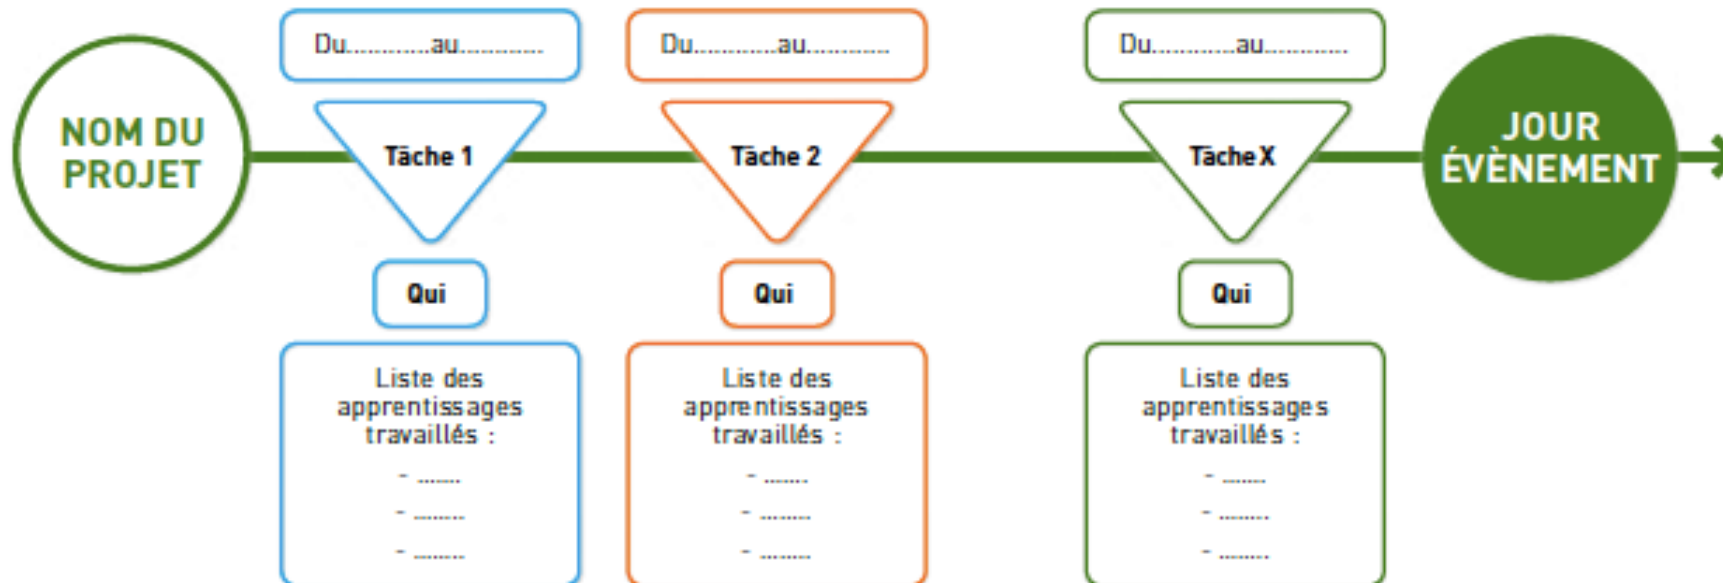 NOM DU
PROJET
Du.............au.............
Tâche 1
Qui
Liste des
apprentissages
travaillés :
- .......
- ........
- ........
Du.............au.............
Tâche 2
Qui
Liste des
apprentissages
travaillés :
- .......
- ........
- ........
Du.............au.............
Tâche X
Qui
Liste des
apprentissages
travaillés :
- .......
- ........
- ........
JOUR
ÉVÈNEMENT